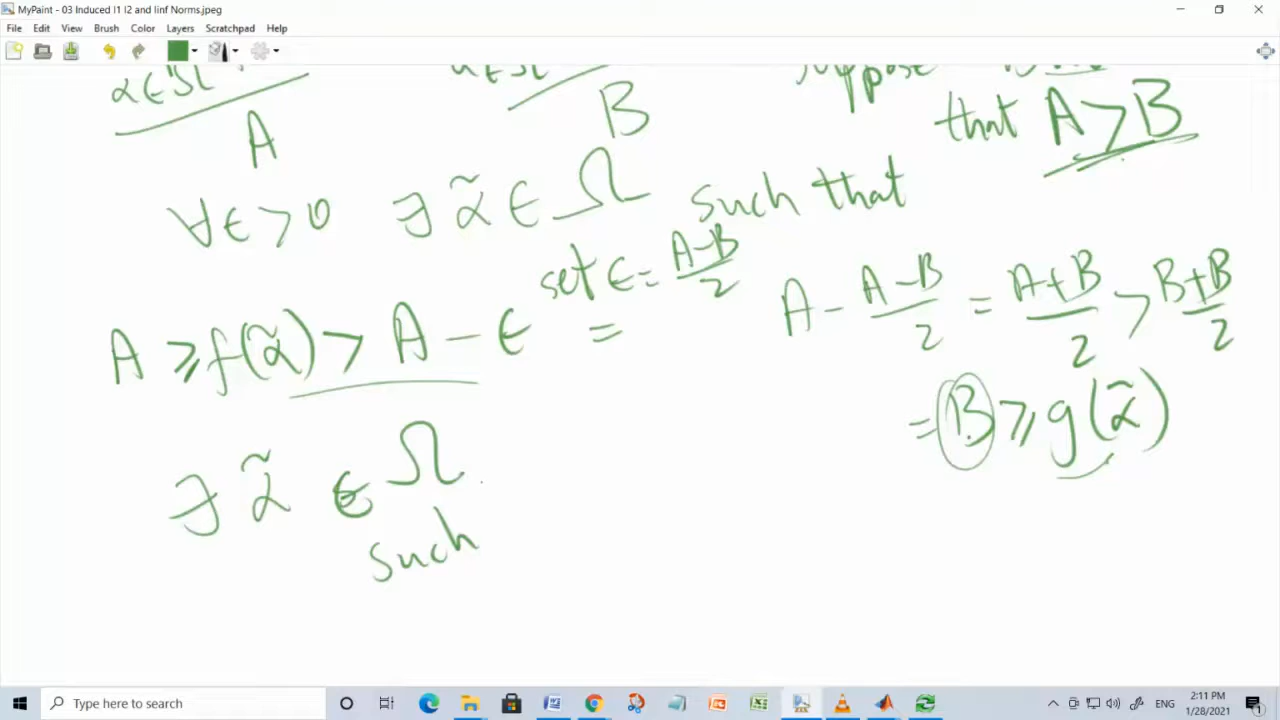 MyPaint - 03 Induced l1 l2 and linf Norms.jpeg
File Edit View Brush Color Layers Scratchpad Help
α∈Ω
suppose
A
B
that A > B
∀ϵ > 0 ∃ α̃ ∈ Ω such that
set ϵ = (A-B)/2
A ⩾ f(α̃) > A - ϵ = A - (A-B)/2 = (A+B)/2 > (B+B)/2
= B ⩾ g(α̃)
∃ α̃ ∈ Ω
such
Type here to search
ENG
2:11 PM
1/28/2021
1